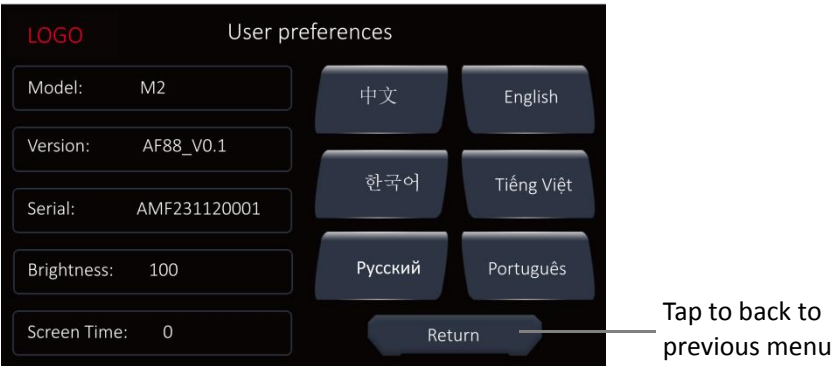 LOGO
User preferences
Model: M2
中文
English
Version: AF88_V0.1
한국어
Tiếng Việt
Serial: AMF231120001
Brightness: 100
Русский
Português
Screen Time: 0
Return
Tap to back to
previous menu